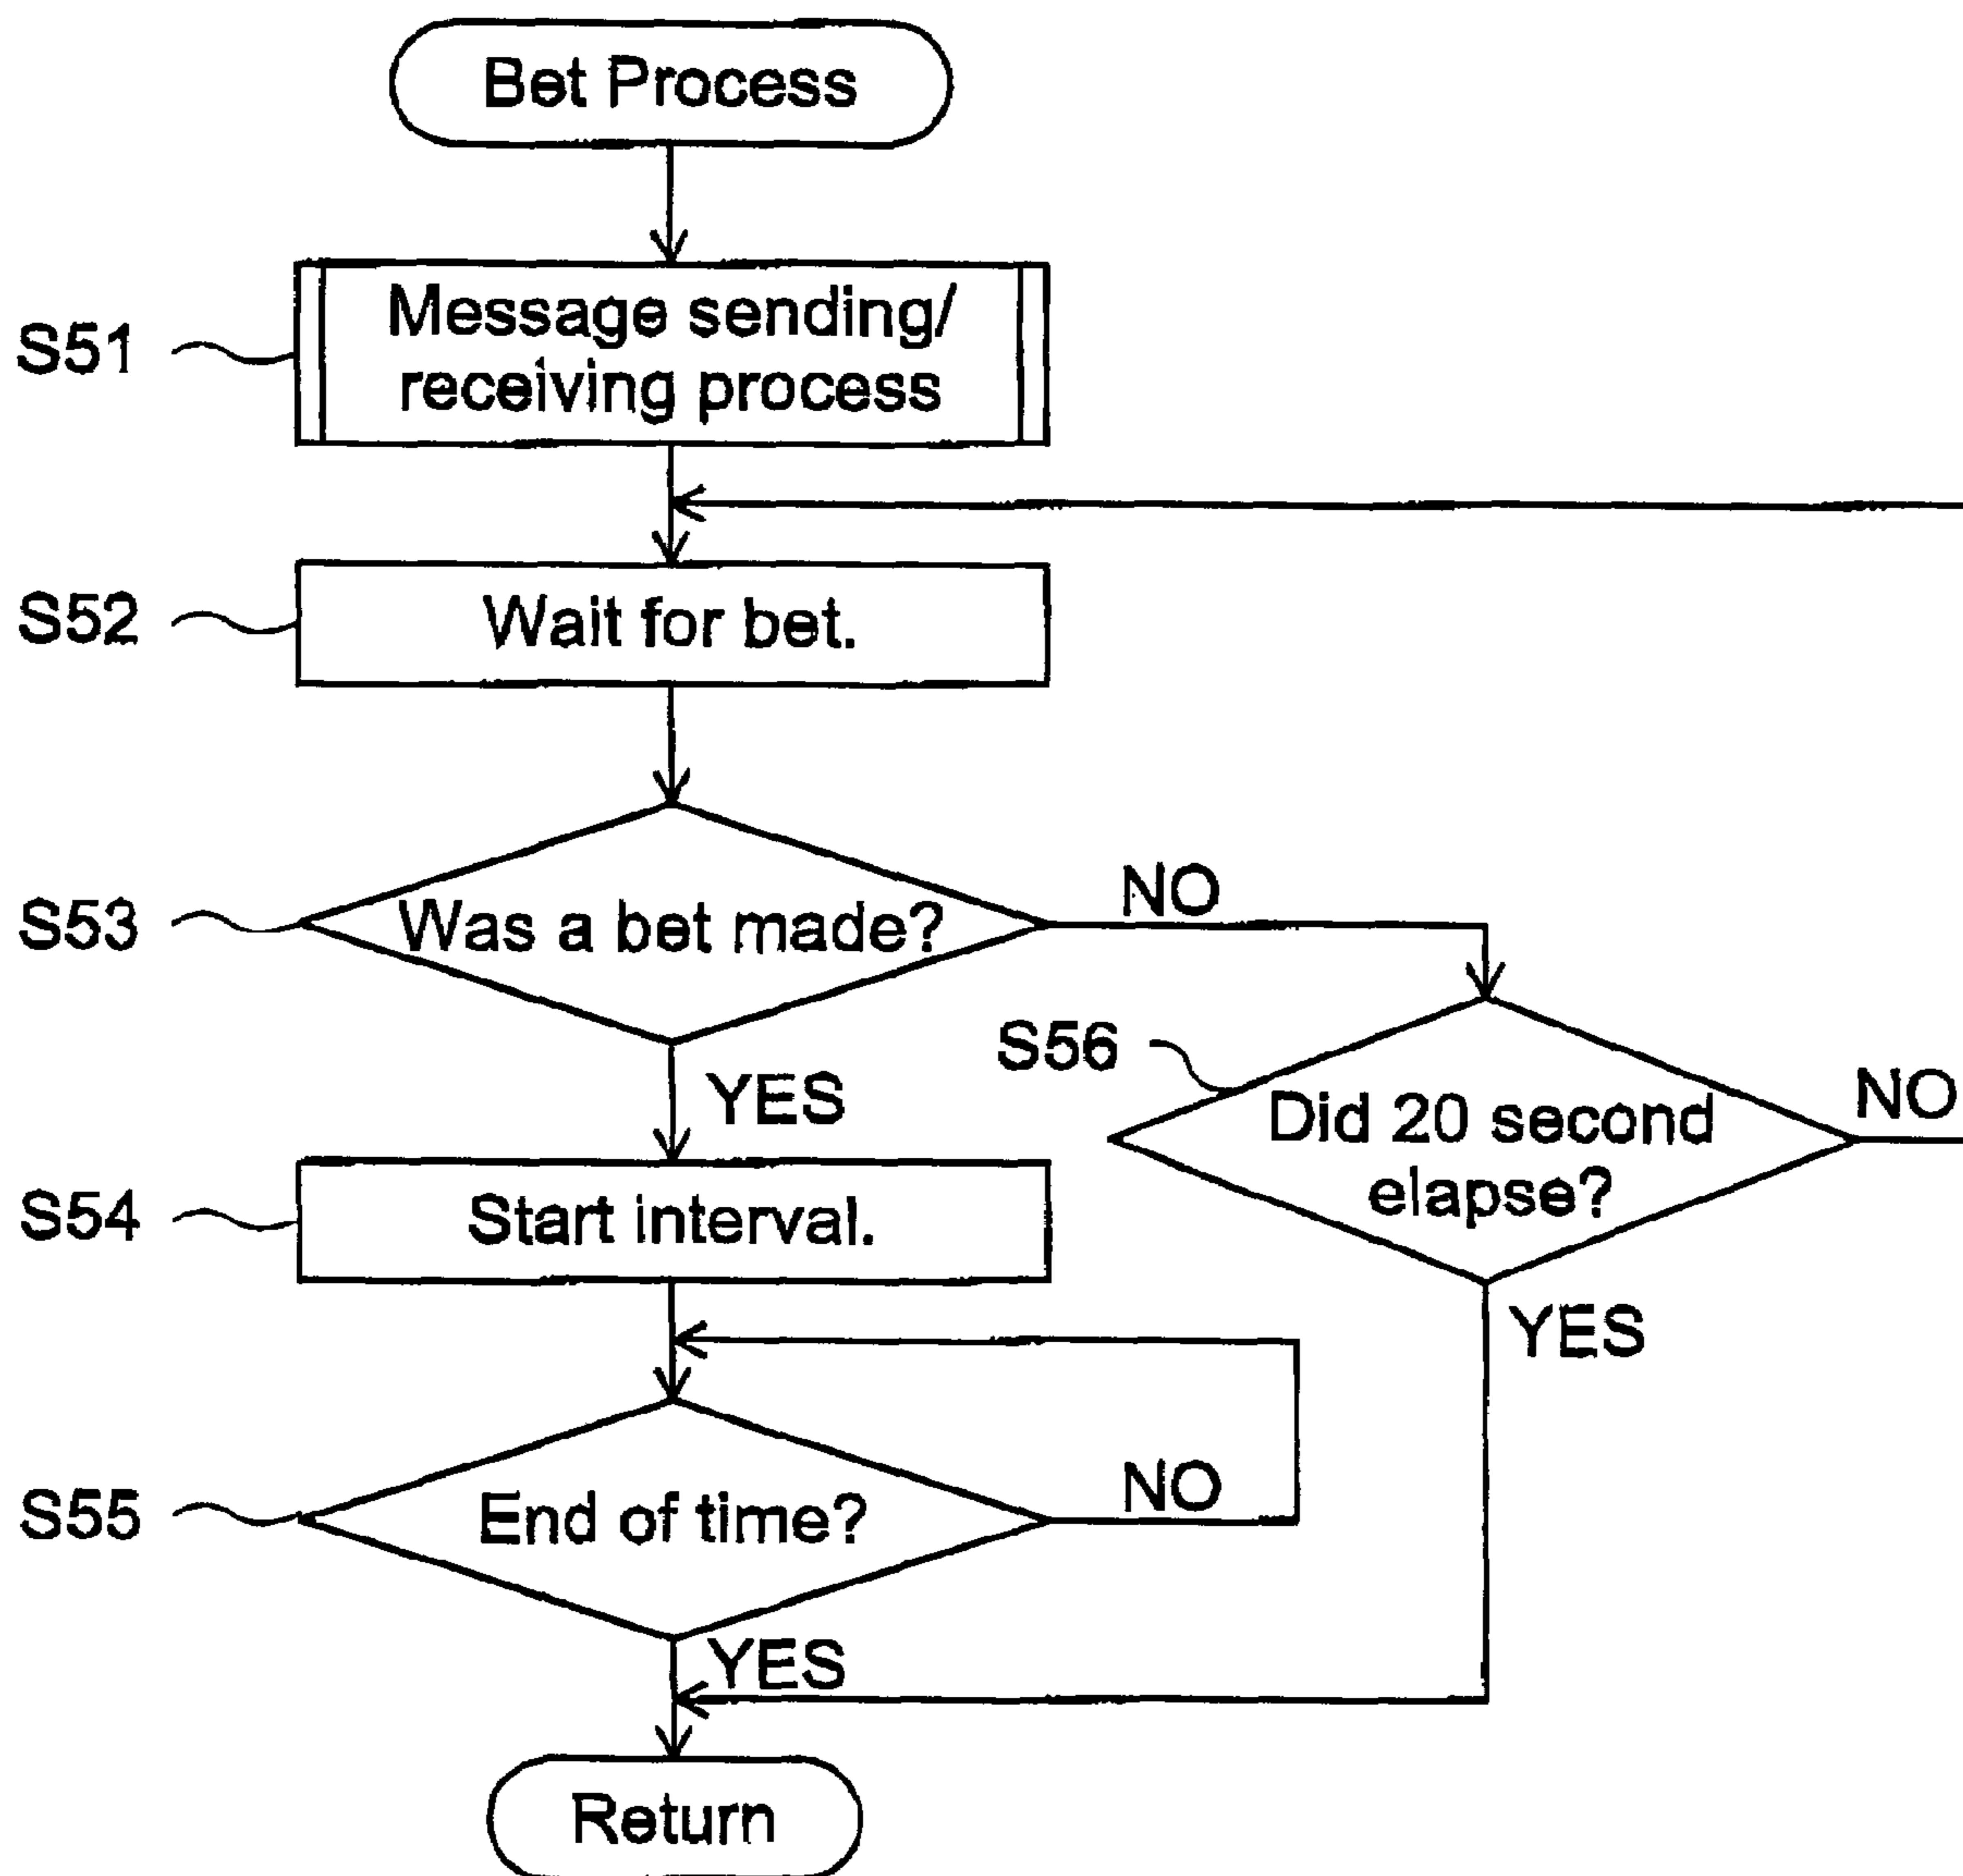 Bet Process
S51
Message sending/
receiving process
S52
Wait for bet.
S53
Was a bet made?
NO
YES
S56
Did 20 second
elapse?
NO
YES
S54
Start interval.
S55
End of time?
NO
YES
Return